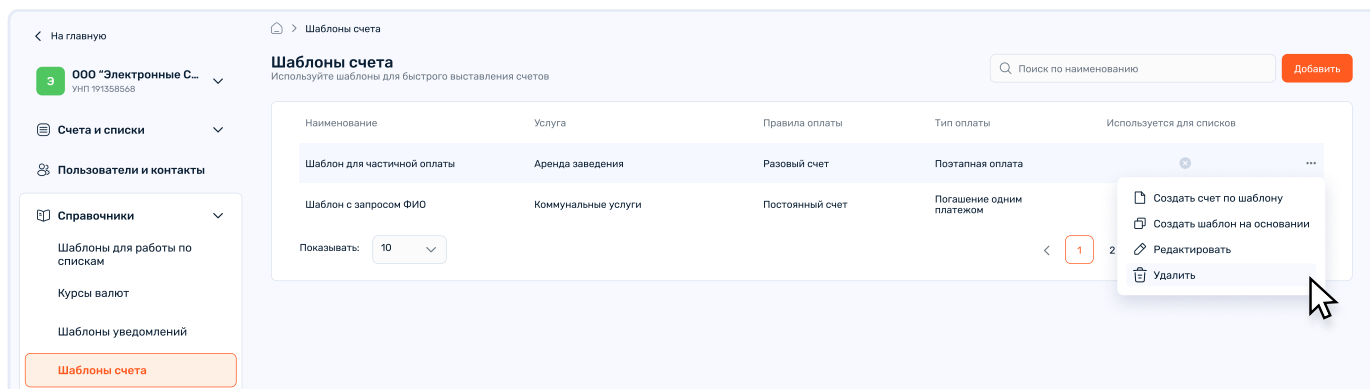 На главную
Шаблоны счета
Э
ООО "Электронные С...
УНП 191358568
Счета и списки
Пользователи и контакты
Справочники
Шаблоны для работы по
спискам
Курсы валют
Шаблоны уведомлений
Шаблоны счета
Шаблоны счета
Используйте шаблоны для быстрого выставления счетов
Поиск по наименованию
Добавить
Наименование Услуга Правила оплаты Тип оплаты Используется для списков
Шаблон для частичной оплаты Аренда заведения Разовый счет Поэтапная оплата ...
Шаблон с запросом ФИО Коммунальные услуги Постоянный счет Погашение одним
платежом
Создать счет по шаблону
Создать шаблон на основании
Редактировать
Удалить
Показывать: 10
1 2